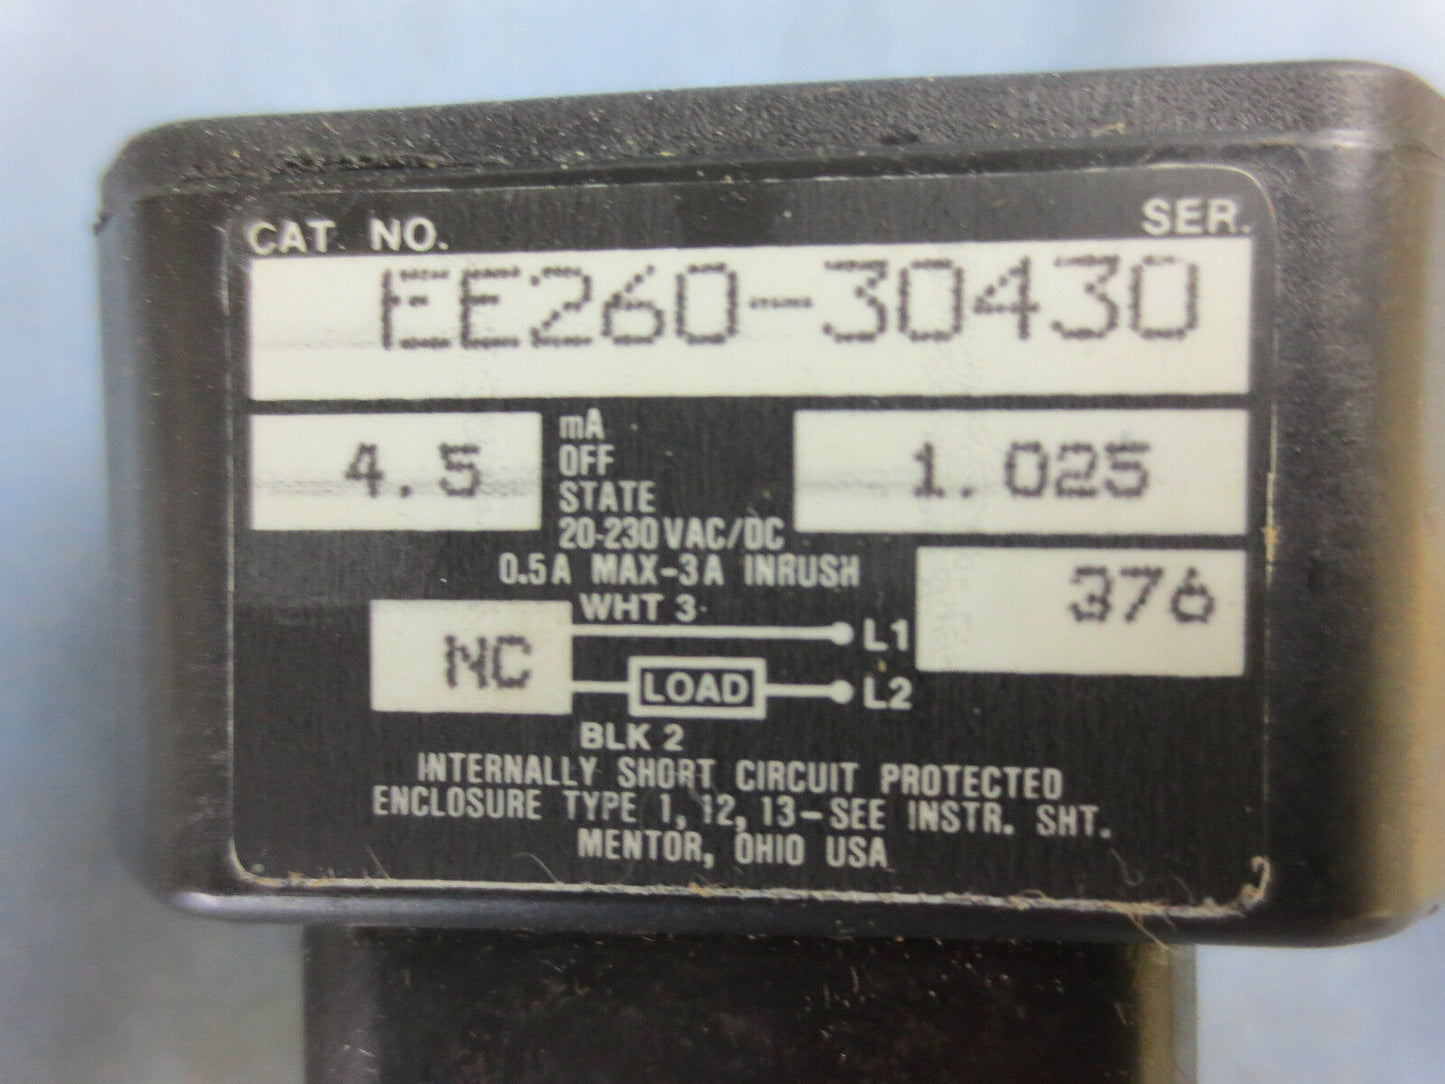 CAT. NO. SER.
EE260-30430
4.5 mA OFF STATE 1.025
20-230 VAC/DC
0.5A MAX-3A INRUSH
376
WHT 3
L1
NC
LOAD L2
BLK 2
INTERNALLY SHORT CIRCUIT PROTECTED
ENCLOSURE TYPE 1, 12, 13-SEE INSTR. SHT.
MENTOR, OHIO USA